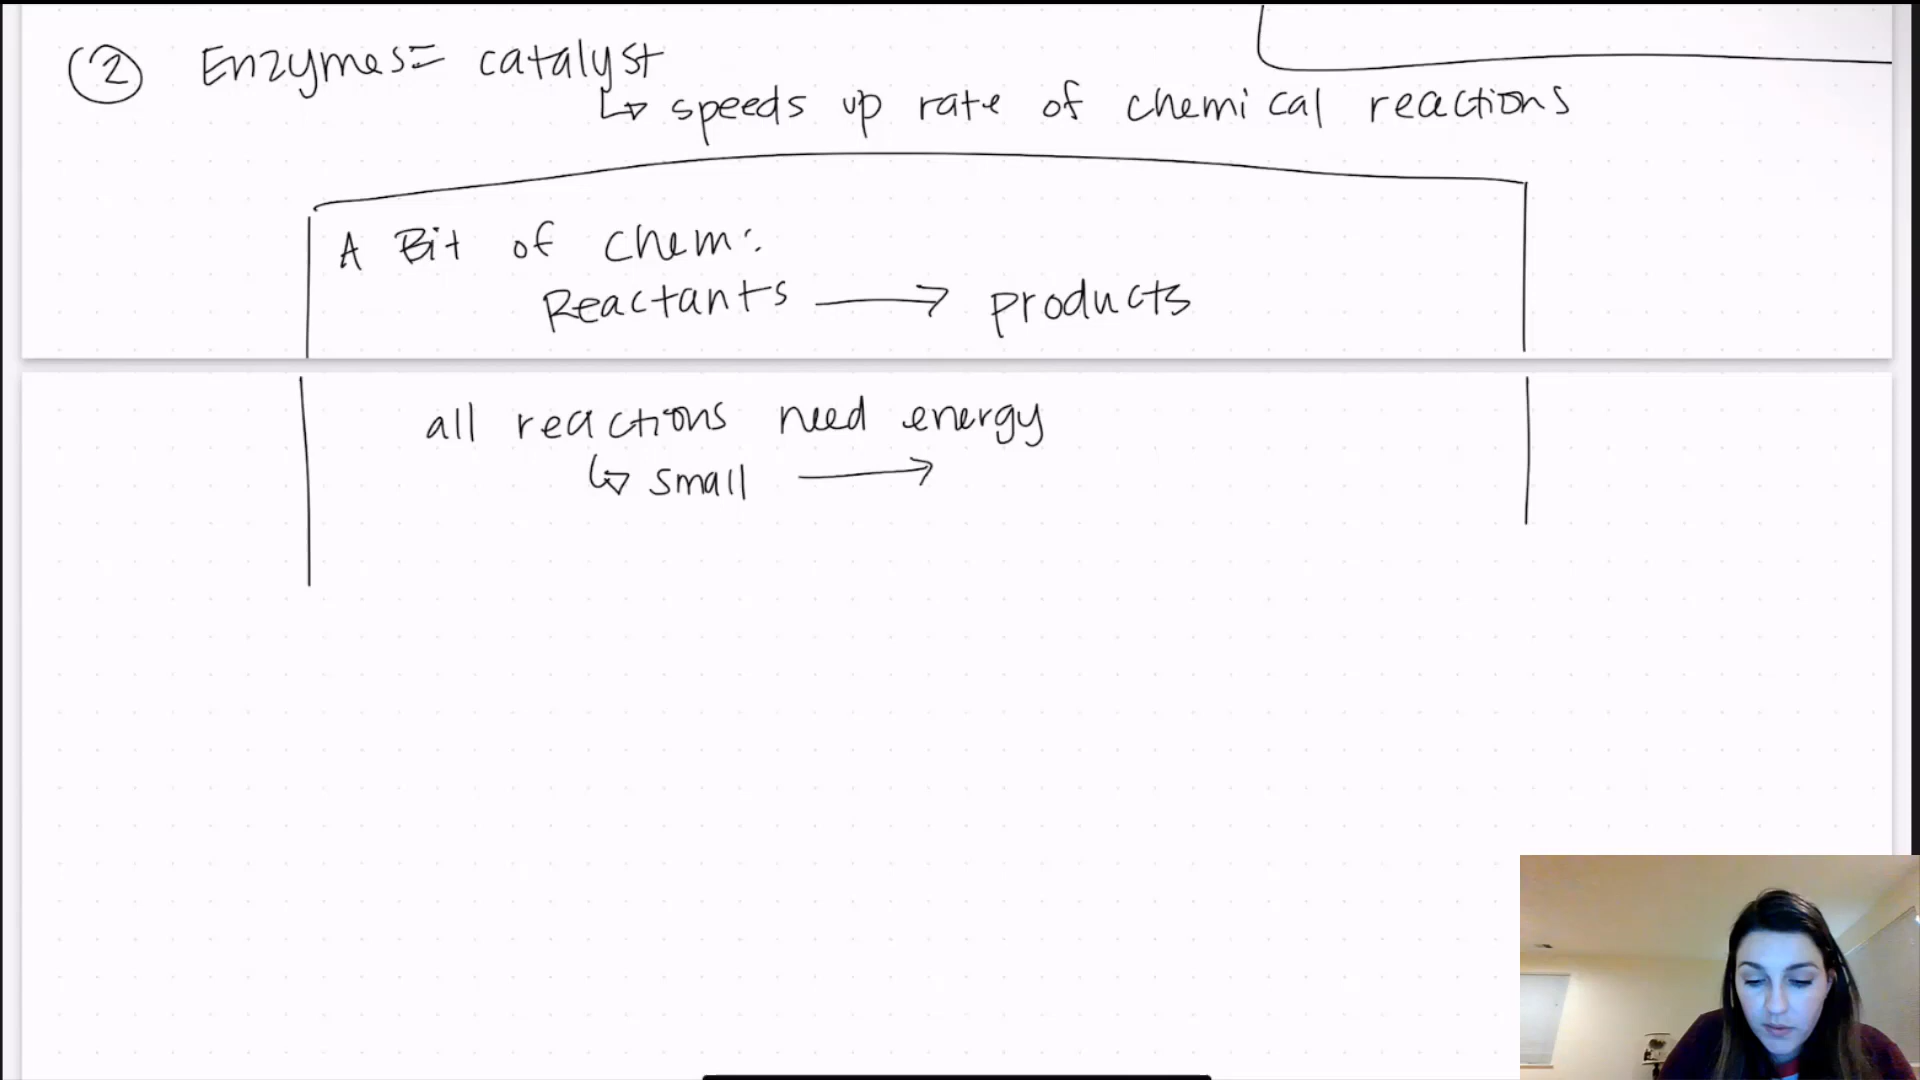 ② Enzymes = catalyst
↳ speeds up rate of chemical reactions
A Bit of Chem:
Reactants → products
all reactions need energy
↳ small →